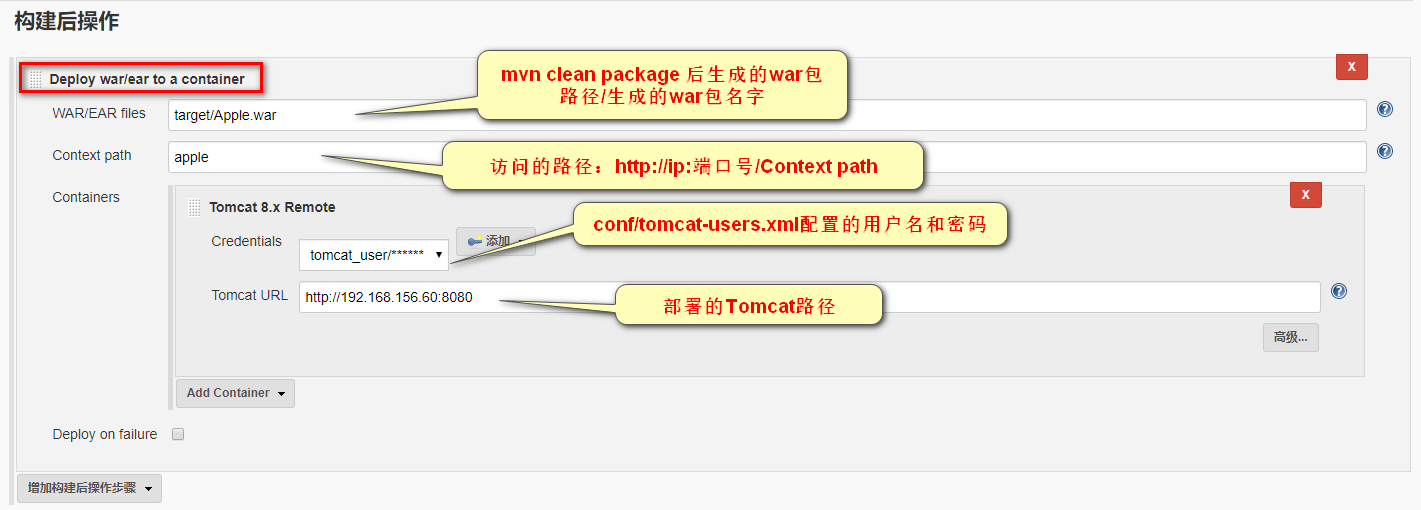 构建后操作
Deploy war/ear to a container
X
mvn clean package 后生成的war包
路径/生成的war包名字
WAR/EAR files
target/Apple.war
Context path
apple
访问的路径：http://ip:端口号/Context path
Containers
X
Tomcat 8.x Remote
conf/tomcat-users.xml配置的用户名和密码
Credentials
tomcat_user/******
添加
Tomcat URL
http://192.168.156.60:8080
部署的Tomcat路径
高级...
Add Container
Deploy on failure
增加构建后操作步骤